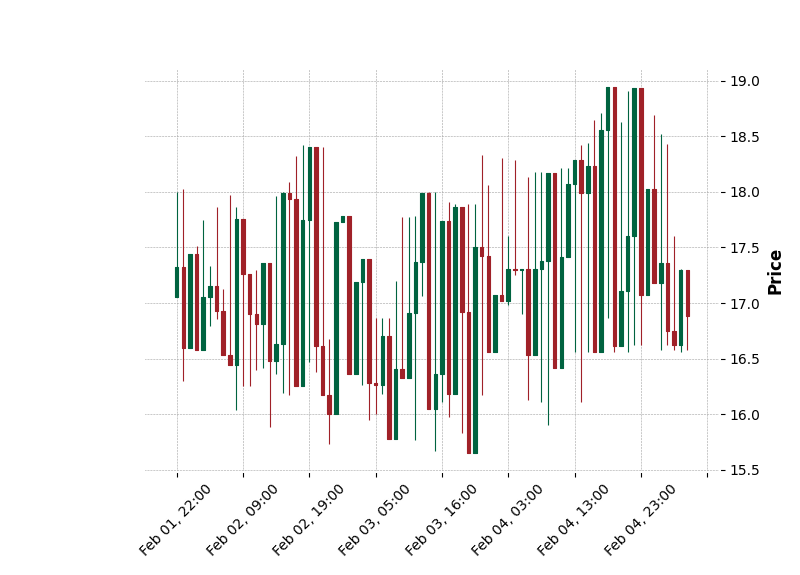 19.0
18.5
18.0
17.5
17.0
16.5
16.0
15.5
Price
Feb 01, 22:00
Feb 02, 09:00
Feb 02, 19:00
Feb 03, 05:00
Feb 03, 16:00
Feb 04, 03:00
Feb 04, 13:00
Feb 04, 23:00